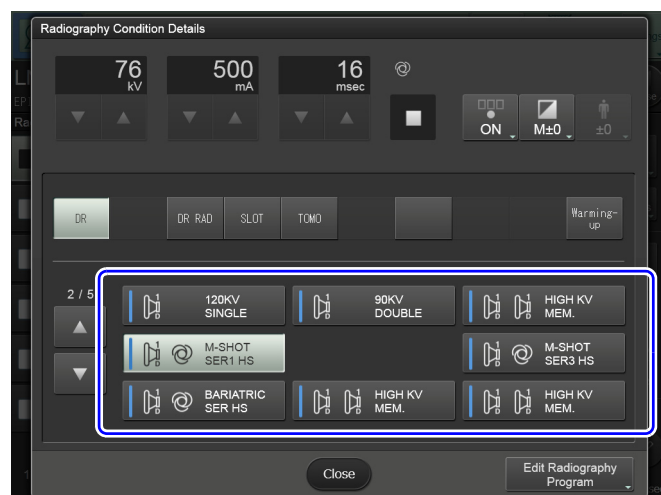 Radiography Condition Details
76
kV
500
mA
16
msec
ON
M±0
±0
DR
DR RAD
SLOT
TOMO
Warming-
up
2 / 5
120KV
SINGLE
90KV
DOUBLE
HIGH KV
MEM.
M-SHOT
SER1 HS
M-SHOT
SER3 HS
BARIATRIC
SER HS
HIGH KV
MEM.
HIGH KV
MEM.
Close
Edit Radiography
Program